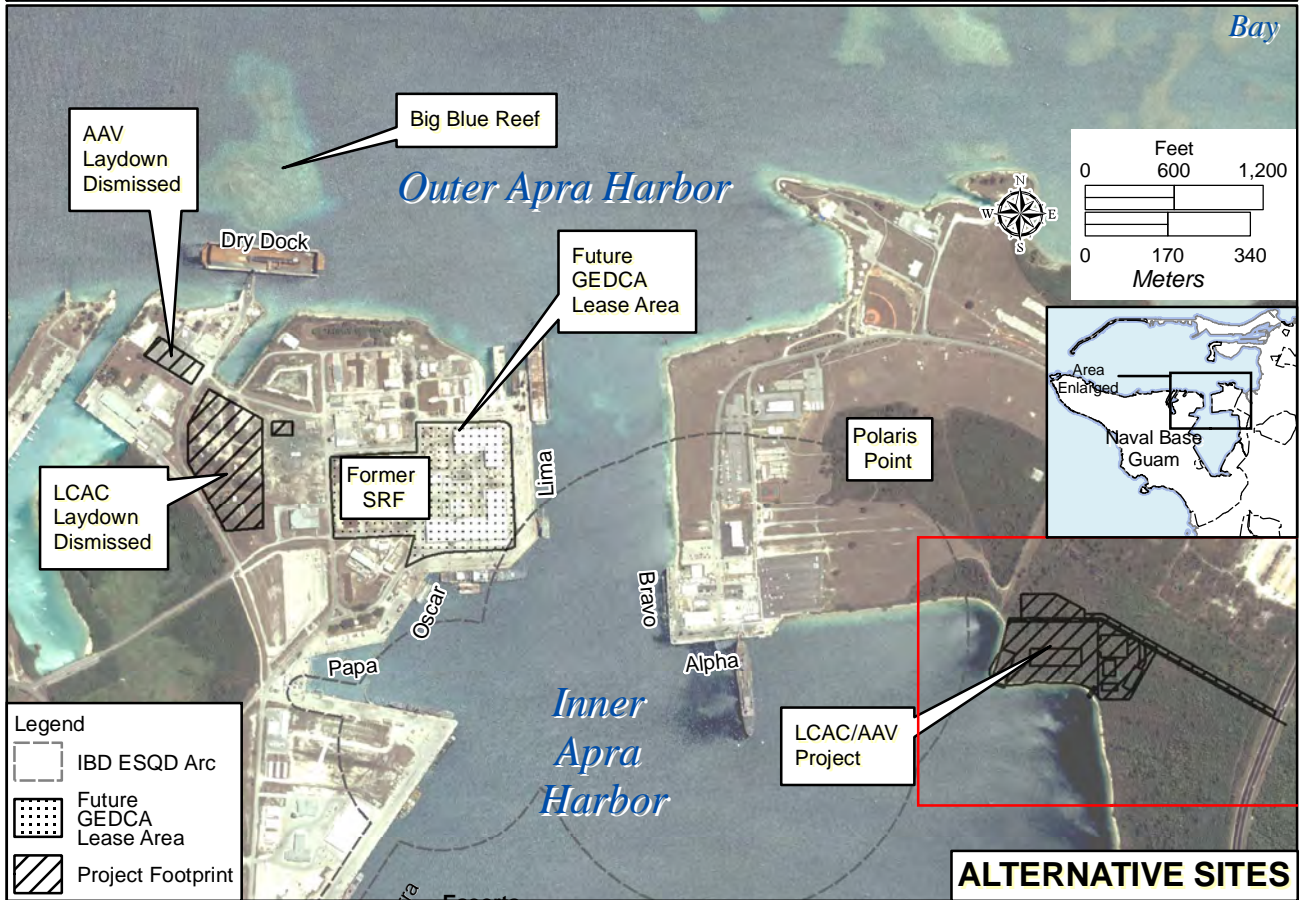 Bay
AAV
Laydown
Dismissed
Big Blue Reef
Outer Apra Harbor
Feet
0 600 1,200
0 170 340
Meters
N
W E
S
Dry Dock
Future
GEDCA
Lease Area
Area
Enlarged
Naval Base
Guam
Lima
Polaris
Point
Former
SRF
LCAC
Laydown
Dismissed
Bravo
Oscar
Papa
Alpha
Inner
Apra
Harbor
LCAC/AAV
Project
Legend
IBD ESQD Arc
Future
GEDCA
Lease Area
Project Footprint
ALTERNATIVE SITES